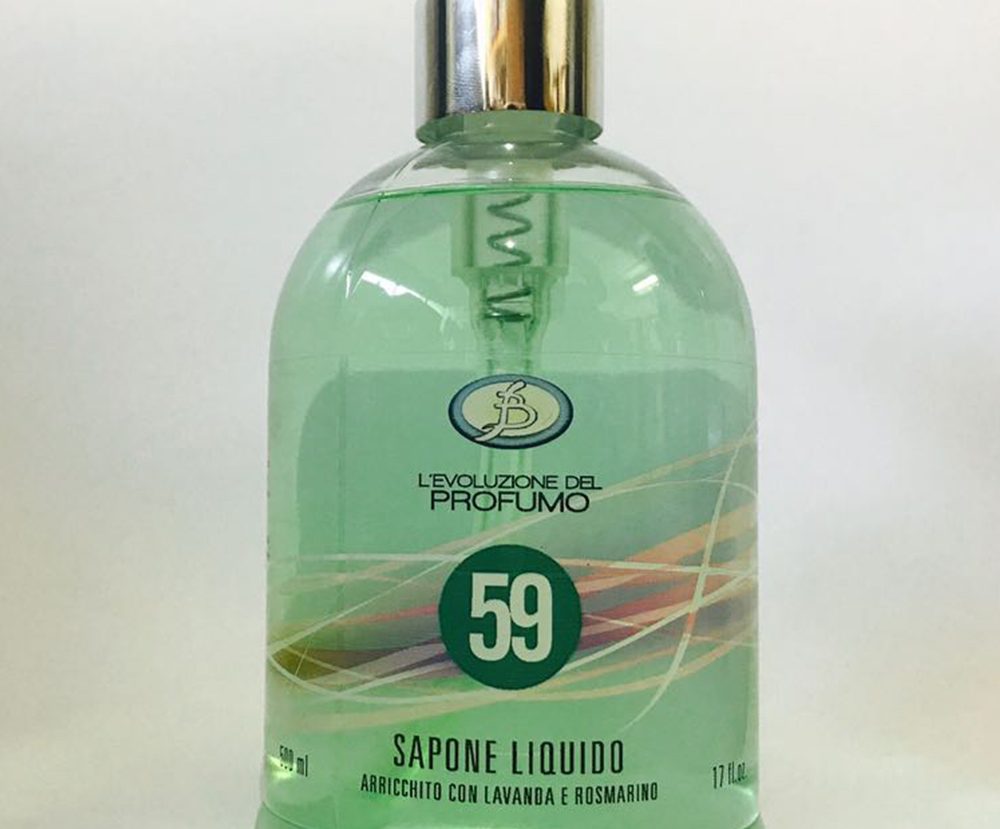 L'EVOLUZIONE DEL
PROFUMO
59
SAPONE LIQUIDO
ARRICCHITO CON LAVANDA E ROSMARINO
500 ml
17 fl.oz.